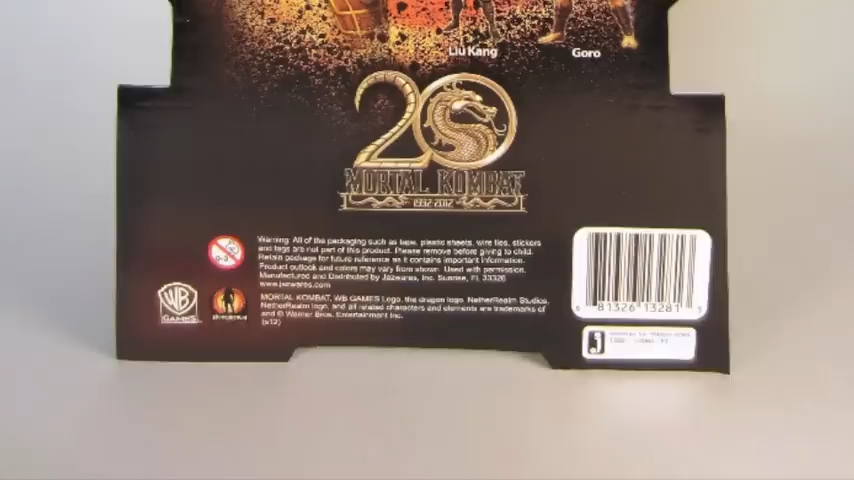 Liu Kang
Goro
20
MORTAL KOMBAT
1992-2012
0-3
Warning: All of the packaging such as tape, plastic sheets, wire ties, stickers
and tags are not part of this product. Please remove before giving to child.
Retain package for future reference as it contains important information.
Product outlook and colors may vary from shown. Used with permission.
Manufactured and Distributed by Jazwares, Inc. Sunrise, FL 33326
www.jazwares.com
WB
GAMES
MORTAL KOMBAT, WB GAMES Logo, the dragon logo, NetherRealm Studios,
NetherRealm logo, and all related characters and elements are trademarks of
and © Warner Bros. Entertainment Inc.
(s12)
81326 13281
J